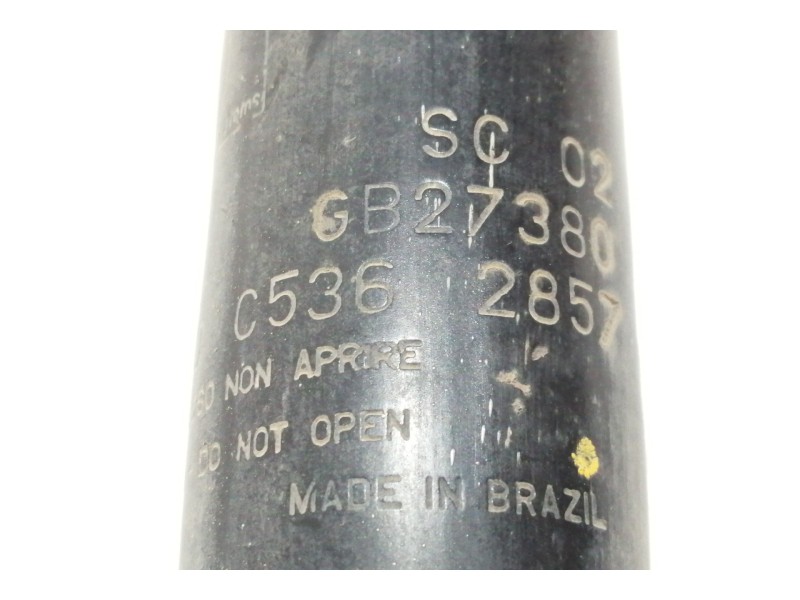 SC 02
GB27380
C536 2857
NON APRIRE
DO NOT OPEN
MADE IN BRAZIL